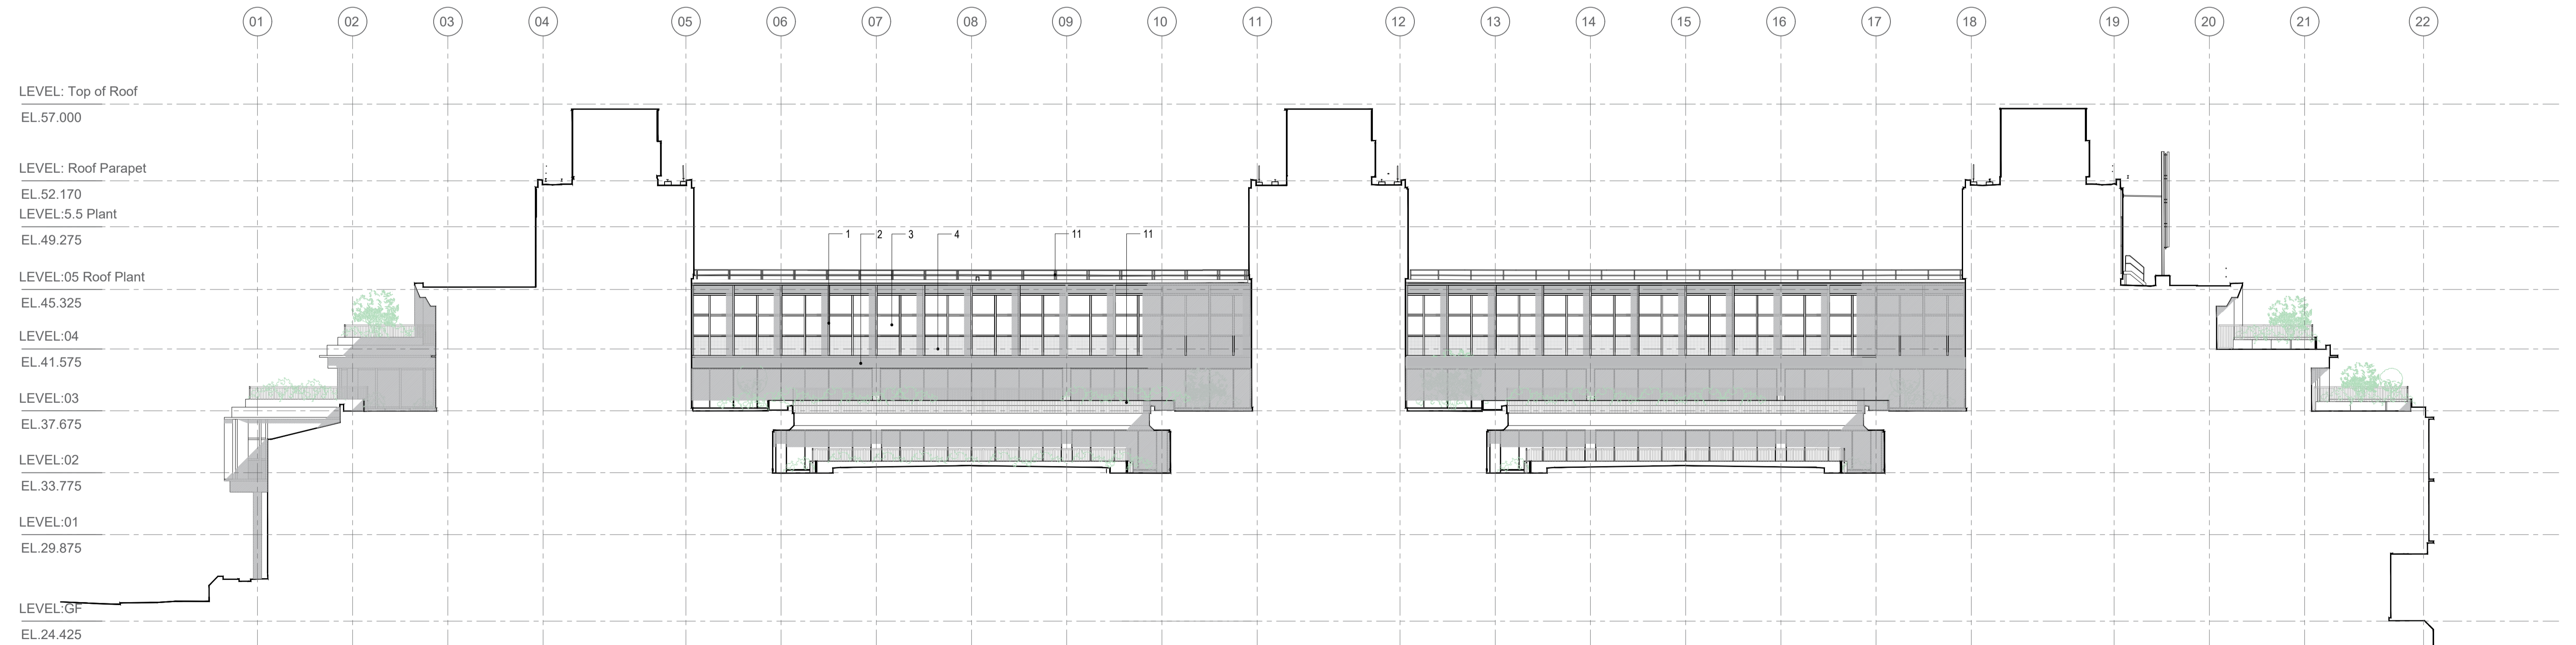 01 02 03 04 05 06 07 08 09 10 11 12 13 14 15 16 17 18 19 20 21 22
LEVEL: Top of Roof
EL.57.000
LEVEL: Roof Parapet
EL.52.170
LEVEL:5.5 Plant
1 2 3 4 11 11
EL.49.275
LEVEL:05 Roof Plant
EL.45.325
LEVEL:04
EL.41.575
LEVEL:03
EL.37.675
LEVEL:02
EL.33.775
LEVEL:01
EL.29.875
LEVEL:GF
EL.24.425